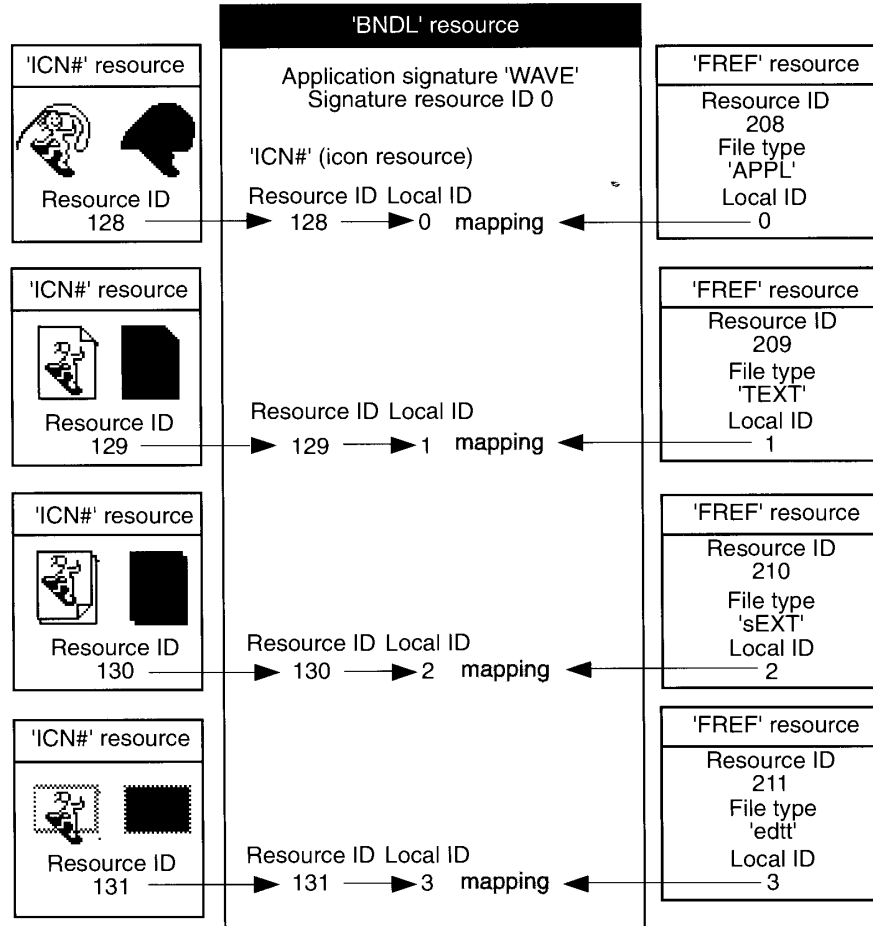 'BNDL' resource
Application signature 'WAVE'
Signature resource ID 0
'ICN#' (icon resource)
'ICN#' resource
Resource ID
128
Resource ID Local ID
128 0 mapping
'FREF' resource
Resource ID
208
File type
'APPL'
Local ID
0
'ICN#' resource
Resource ID
129
Resource ID Local ID
129 1 mapping
'FREF' resource
Resource ID
209
File type
'TEXT'
Local ID
1
'ICN#' resource
Resource ID
130
Resource ID Local ID
130 2 mapping
'FREF' resource
Resource ID
210
File type
'sEXT'
Local ID
2
'ICN#' resource
Resource ID
131
Resource ID Local ID
131 3 mapping
'FREF' resource
Resource ID
211
File type
'edtt'
Local ID
3